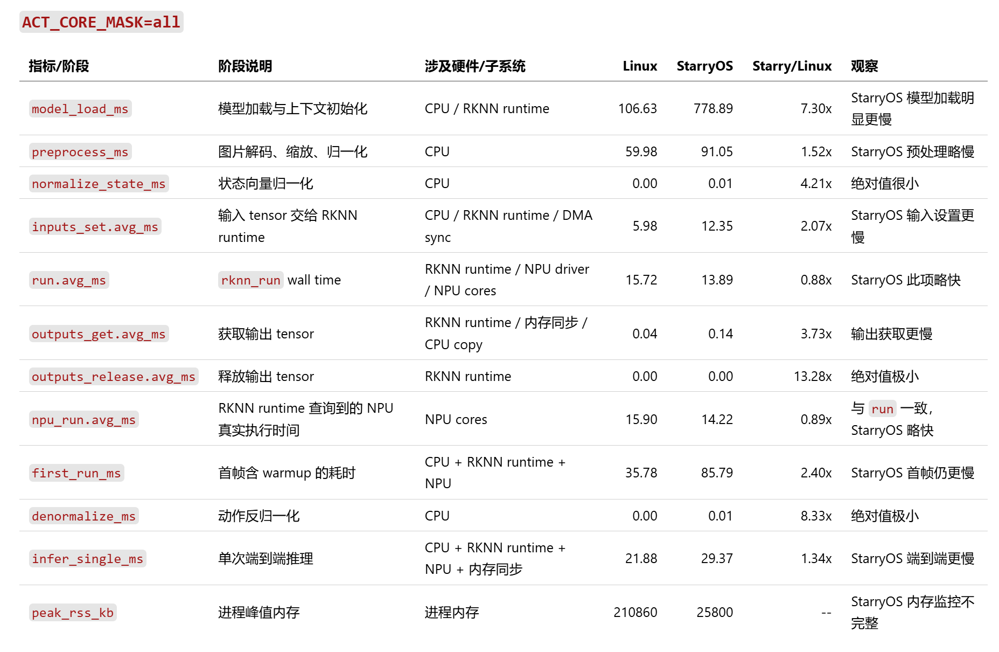 ACT_CORE_MASK=all
指标/阶段 阶段说明 涉及硬件/子系统 Linux StarryOS Starry/Linux 观察
model_load_ms 模型加载与上下文初始化 CPU / RKNN runtime 106.63 778.89 7.30x StarryOS 模型加载明
显更慢
preprocess_ms 图片解码、缩放、归一化 CPU 59.98 91.05 1.52x StarryOS 预处理略慢
normalize_state_ms 状态向量归一化 CPU 0.00 0.01 4.21x 绝对值很小
inputs_set.avg_ms 输入 tensor 交给 RKNN
runtime CPU / RKNN runtime / DMA
sync 5.98 12.35 2.07x StarryOS 输入设置更
慢
run.avg_ms rknn_run wall time RKNN runtime / NPU driver
/ NPU cores 15.72 13.89 0.88x StarryOS 此项略快
outputs_get.avg_ms 获取输出 tensor RKNN runtime / 内存同步 /
CPU copy 0.04 0.14 3.73x 输出获取更慢
outputs_release.avg_ms 释放输出 tensor RKNN runtime 0.00 0.00 13.28x 绝对值极小
npu_run.avg_ms RKNN runtime 查询到的 NPU
真实执行时间 NPU cores 15.90 14.22 0.89x 与 run 一致，
StarryOS 略快
first_run_ms 首帧含 warmup 的耗时 CPU + RKNN runtime +
NPU 35.78 85.79 2.40x StarryOS 首帧仍更慢
denormalize_ms 动作反归一化 CPU 0.00 0.01 8.33x 绝对值极小
infer_single_ms 单次端到端推理 CPU + RKNN runtime +
NPU + 内存同步 21.88 29.37 1.34x StarryOS 端到端更慢
peak_rss_kb 进程峰值内存 进程内存 210860 25800 -- StarryOS 内存监控不
完整